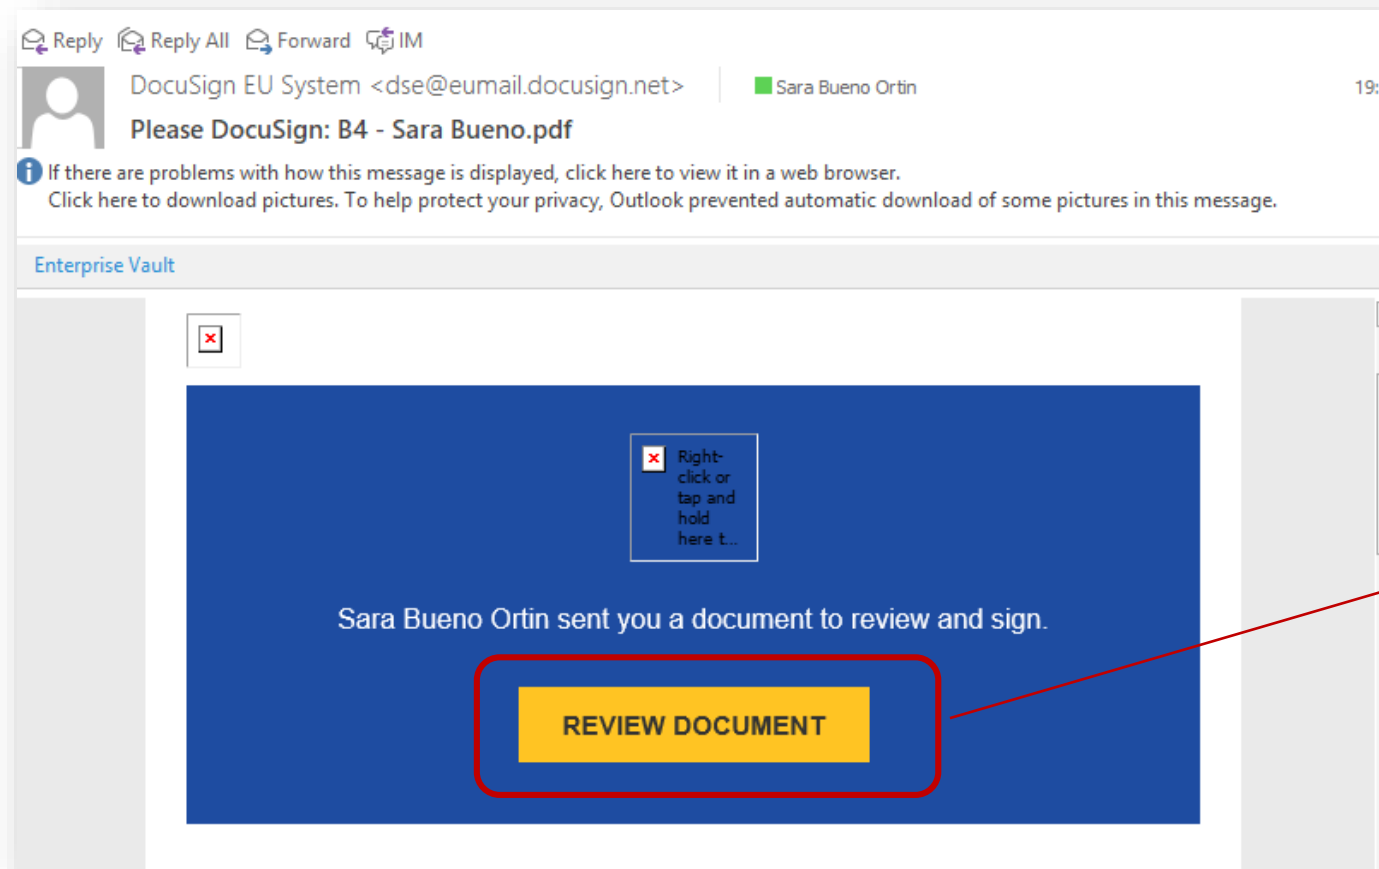 Reply Reply All Forward IM
DocuSign EU System <dse@eumail.docusign.net> Sara Bueno Ortin 19:
Please DocuSign: B4 - Sara Bueno.pdf
If there are problems with how this message is displayed, click here to view it in a web browser.
Click here to download pictures. To help protect your privacy, Outlook prevented automatic download of some pictures in this message.
Enterprise Vault
Right-
click or
tap and
hold
here t...
Sara Bueno Ortin sent you a document to review and sign.
REVIEW DOCUMENT